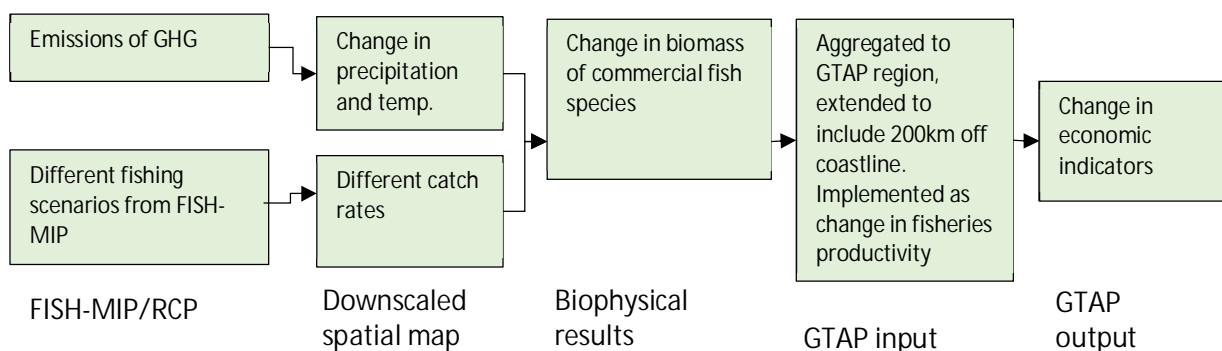 Emissions of GHG
Different fishing
scenarios from FISH-
MIP
FISH-MIP/RCP
Change in
precipitation
and temp.
Different catch
rates
Downscaled
spatial map
Change in biomass
of commercial fish
species
Biophysical
results
Aggregated to
GTAP region,
extended to
include 200km off
coastline.
Implemented as
change in fisheries
productivity
GTAP input
Change in
economic
indicators
GTAP
output